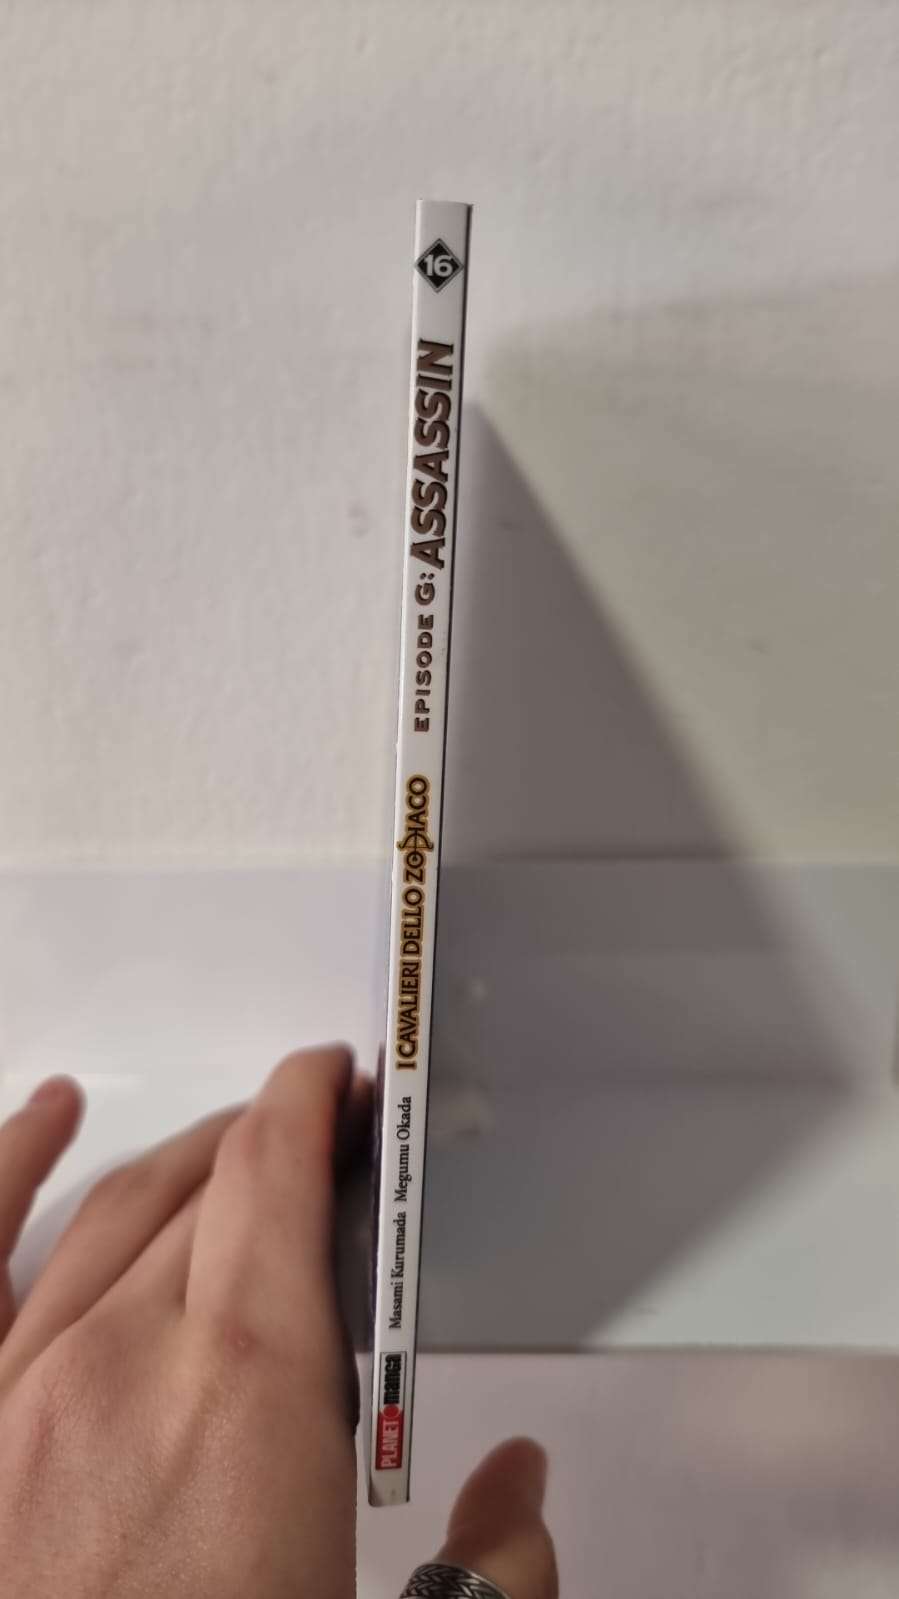 16
EPISODE G: ASSASSIN
I CAVALIERI DELLO ZODIACO
Masami Kurumada Megumu Okada
PLANET manga